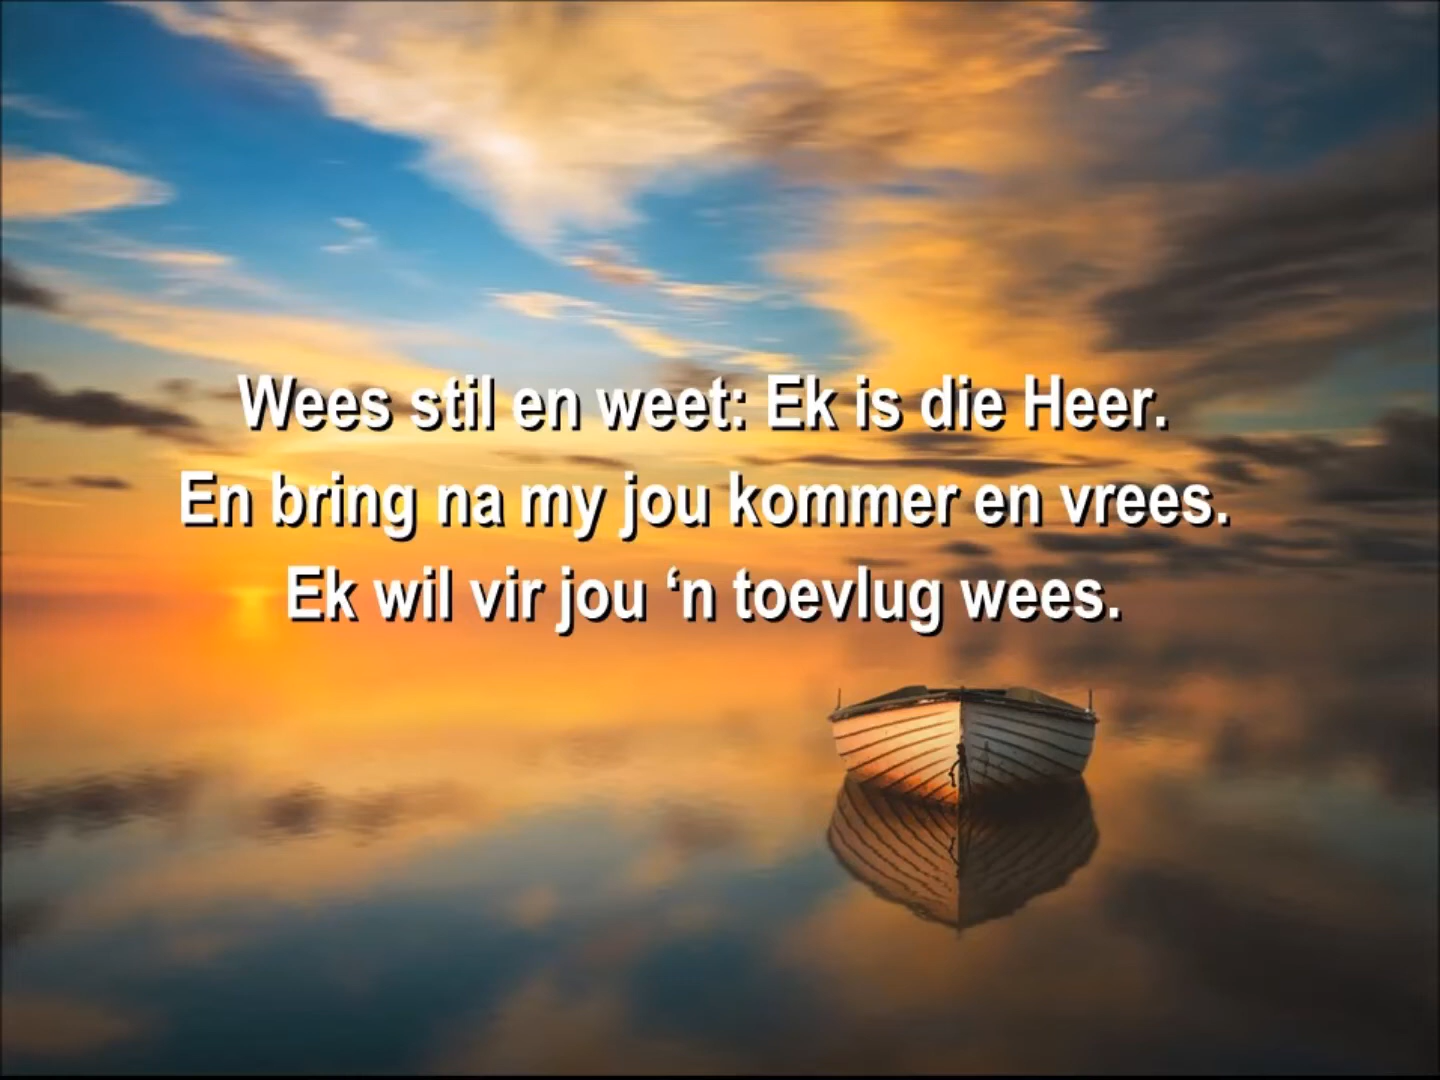 Wees stil en weet: Ek is die Heer.
En bring na my jou kommer en vrees.
Ek wil vir jou ‘n toevlug wees.